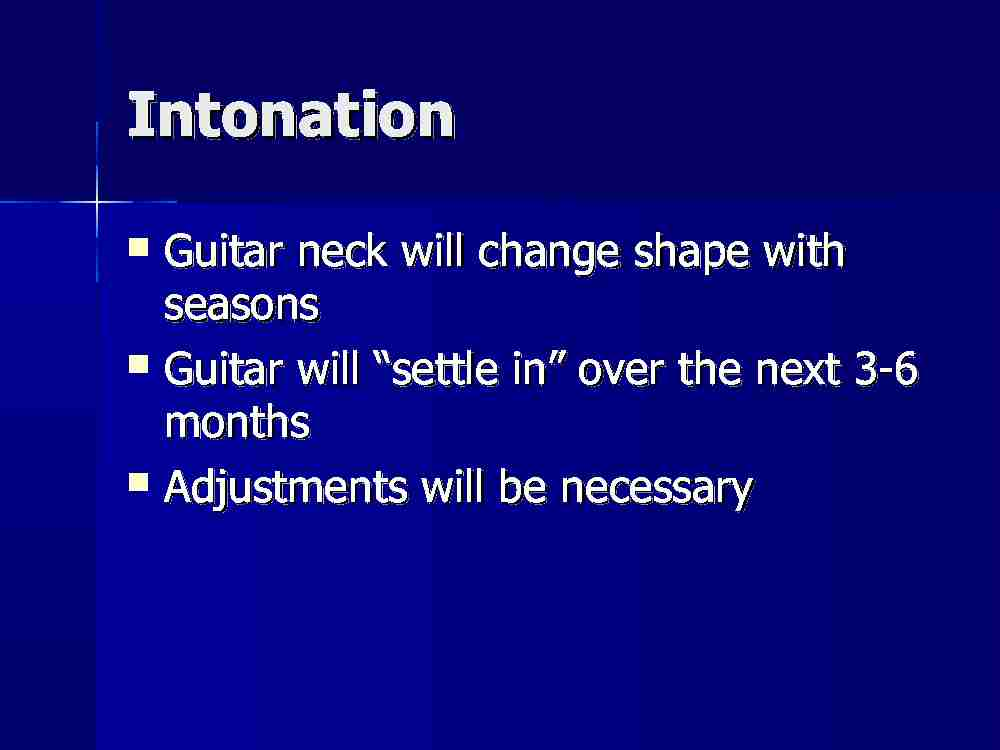 Intonation
Guitar neck will change shape with
seasons
Guitar will “settle in” over the next 3-6
months
Adjustments will be necessary